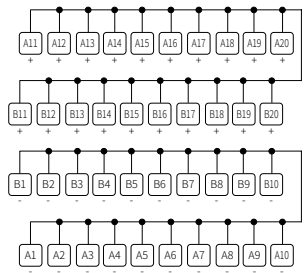 A11 A12 A13 A14 A15 A16 A17 A18 A19 A20
+ + + + + + + + + +
B11 B12 B13 B14 B15 B16 B17 B18 B19 B20
+ + + + + + + + + +
B1 B2 B3 B4 B5 B6 B7 B8 B9 B10
- - - - - - - - - -
A1 A2 A3 A4 A5 A6 A7 A8 A9 A10
- - - - - - - - - -